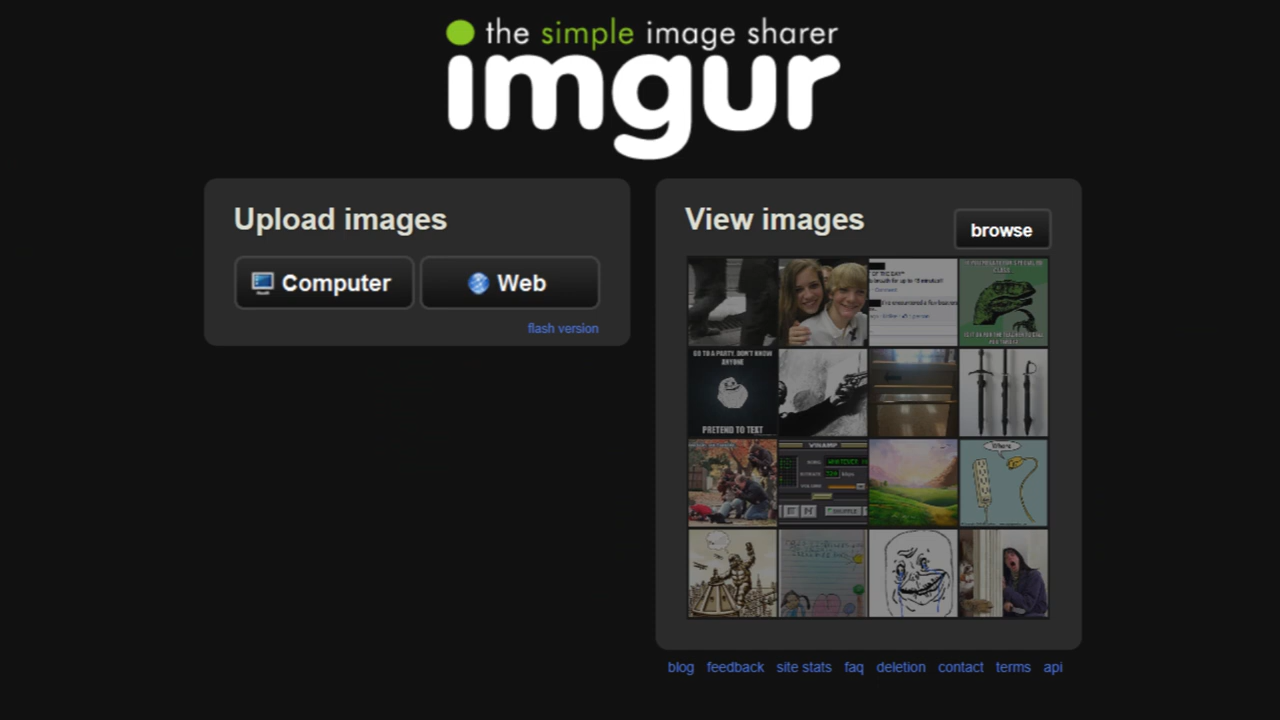 the simple image sharer
imgur
Upload images
Computer
Web
flash version
View images
browse
GO TO A PARTY, DON'T KNOW
ANYONE
PRETEND TO TEXT
WINAMP
blog feedback site stats faq deletion contact terms api